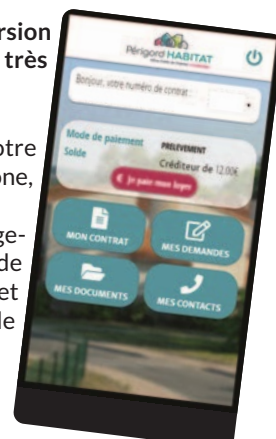 rsion
très
otre
one,
ge-
de
et
le
Périgord HABITAT
Bonjour, votre numéro de contrat :
Mode de paiement PRELEVEMENT
Solde Créditeur de 12.00€
€ Je paie mon loyer
MON CONTRAT
MES DEMANDES
MES DOCUMENTS
MES CONTACTS